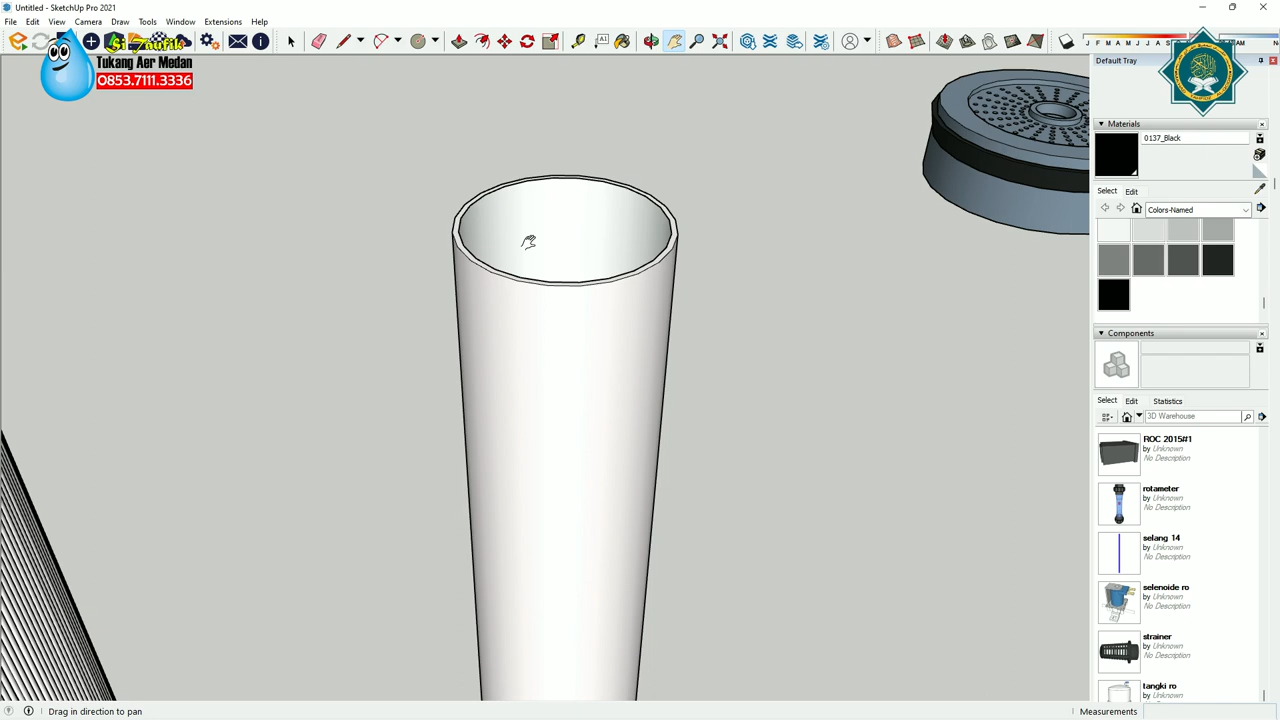 Untitled - SketchUp Pro 2021
File Edit View Camera Draw Tools Window Extensions Help
Si Taufik
Tukang Aer Medan
0853.7111.3336
J F M A M J
AM
Default Tray
Materials
0137_Black
Select Edit
Colors-Named
Components
Select Edit Statistics
3D Warehouse
ROC 2015#1
by Unknown
No Description
rotameter
by Unknown
No Description
selang 14
by Unknown
No Description
selenoide ro
by Unknown
No Description
strainer
by Unknown
No Description
tangki ro
Drag in direction to pan
Measurements